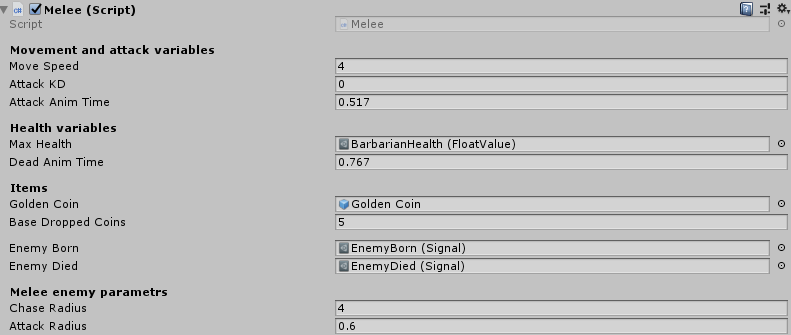 Melee (Script)
Script Melee
Movement and attack variables
Move Speed 4
Attack KD 0
Attack Anim Time 0.517
Health variables
Max Health BarbarianHealth (FloatValue)
Dead Anim Time 0.767
Items
Golden Coin Golden Coin
Base Dropped Coins 5
Enemy Born EnemyBorn (Signal)
Enemy Died EnemyDied (Signal)
Melee enemy parametrs
Chase Radius 4
Attack Radius 0.6